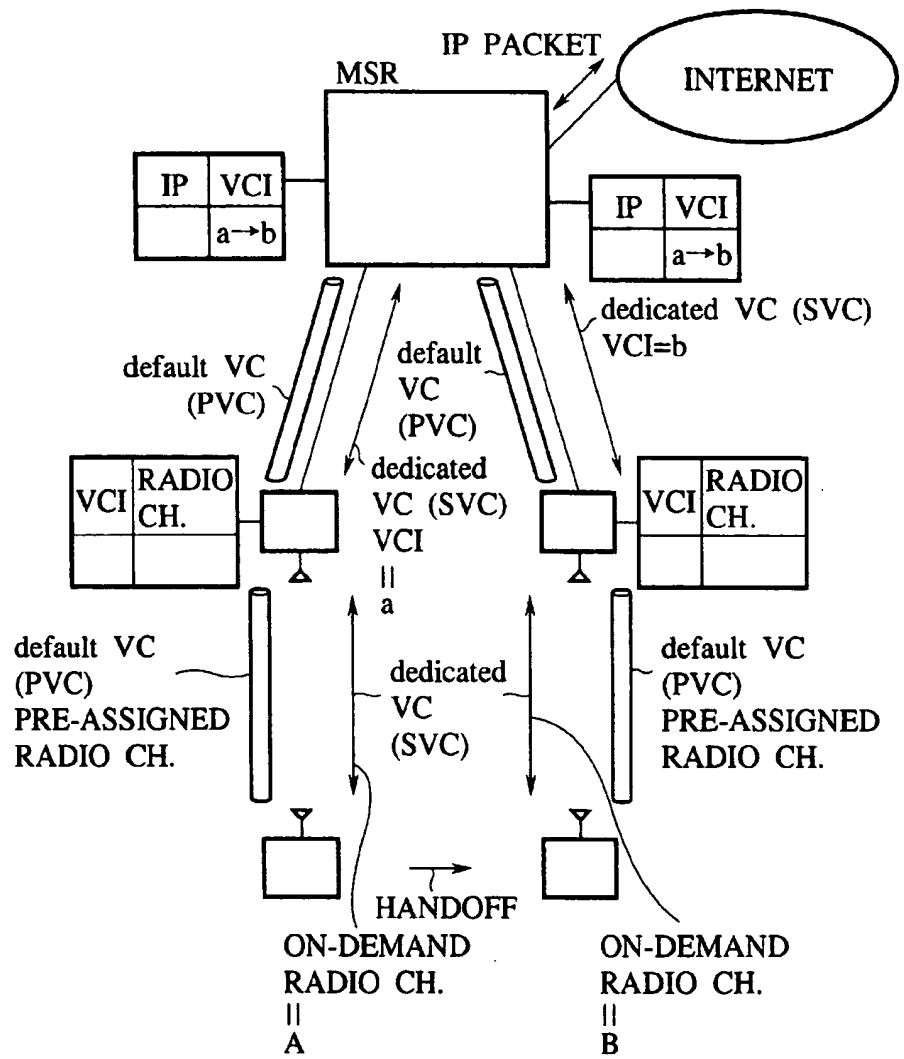 IP PACKET
MSR
INTERNET
IP VCI
a→b
IP VCI
a→b
dedicated VC (SVC)
VCI=b
default VC
(PVC)
default
VC
(PVC)
dedicated
VC (SVC)
VCI
=
a
VCI RADIO
CH.
VCI RADIO
CH.
default VC
(PVC)
PRE-ASSIGNED
RADIO CH.
dedicated
VC
(SVC)
default VC
(PVC)
PRE-ASSIGNED
RADIO CH.
HANDOFF
ON-DEMAND
RADIO CH.
=
A
ON-DEMAND
RADIO CH.
=
B